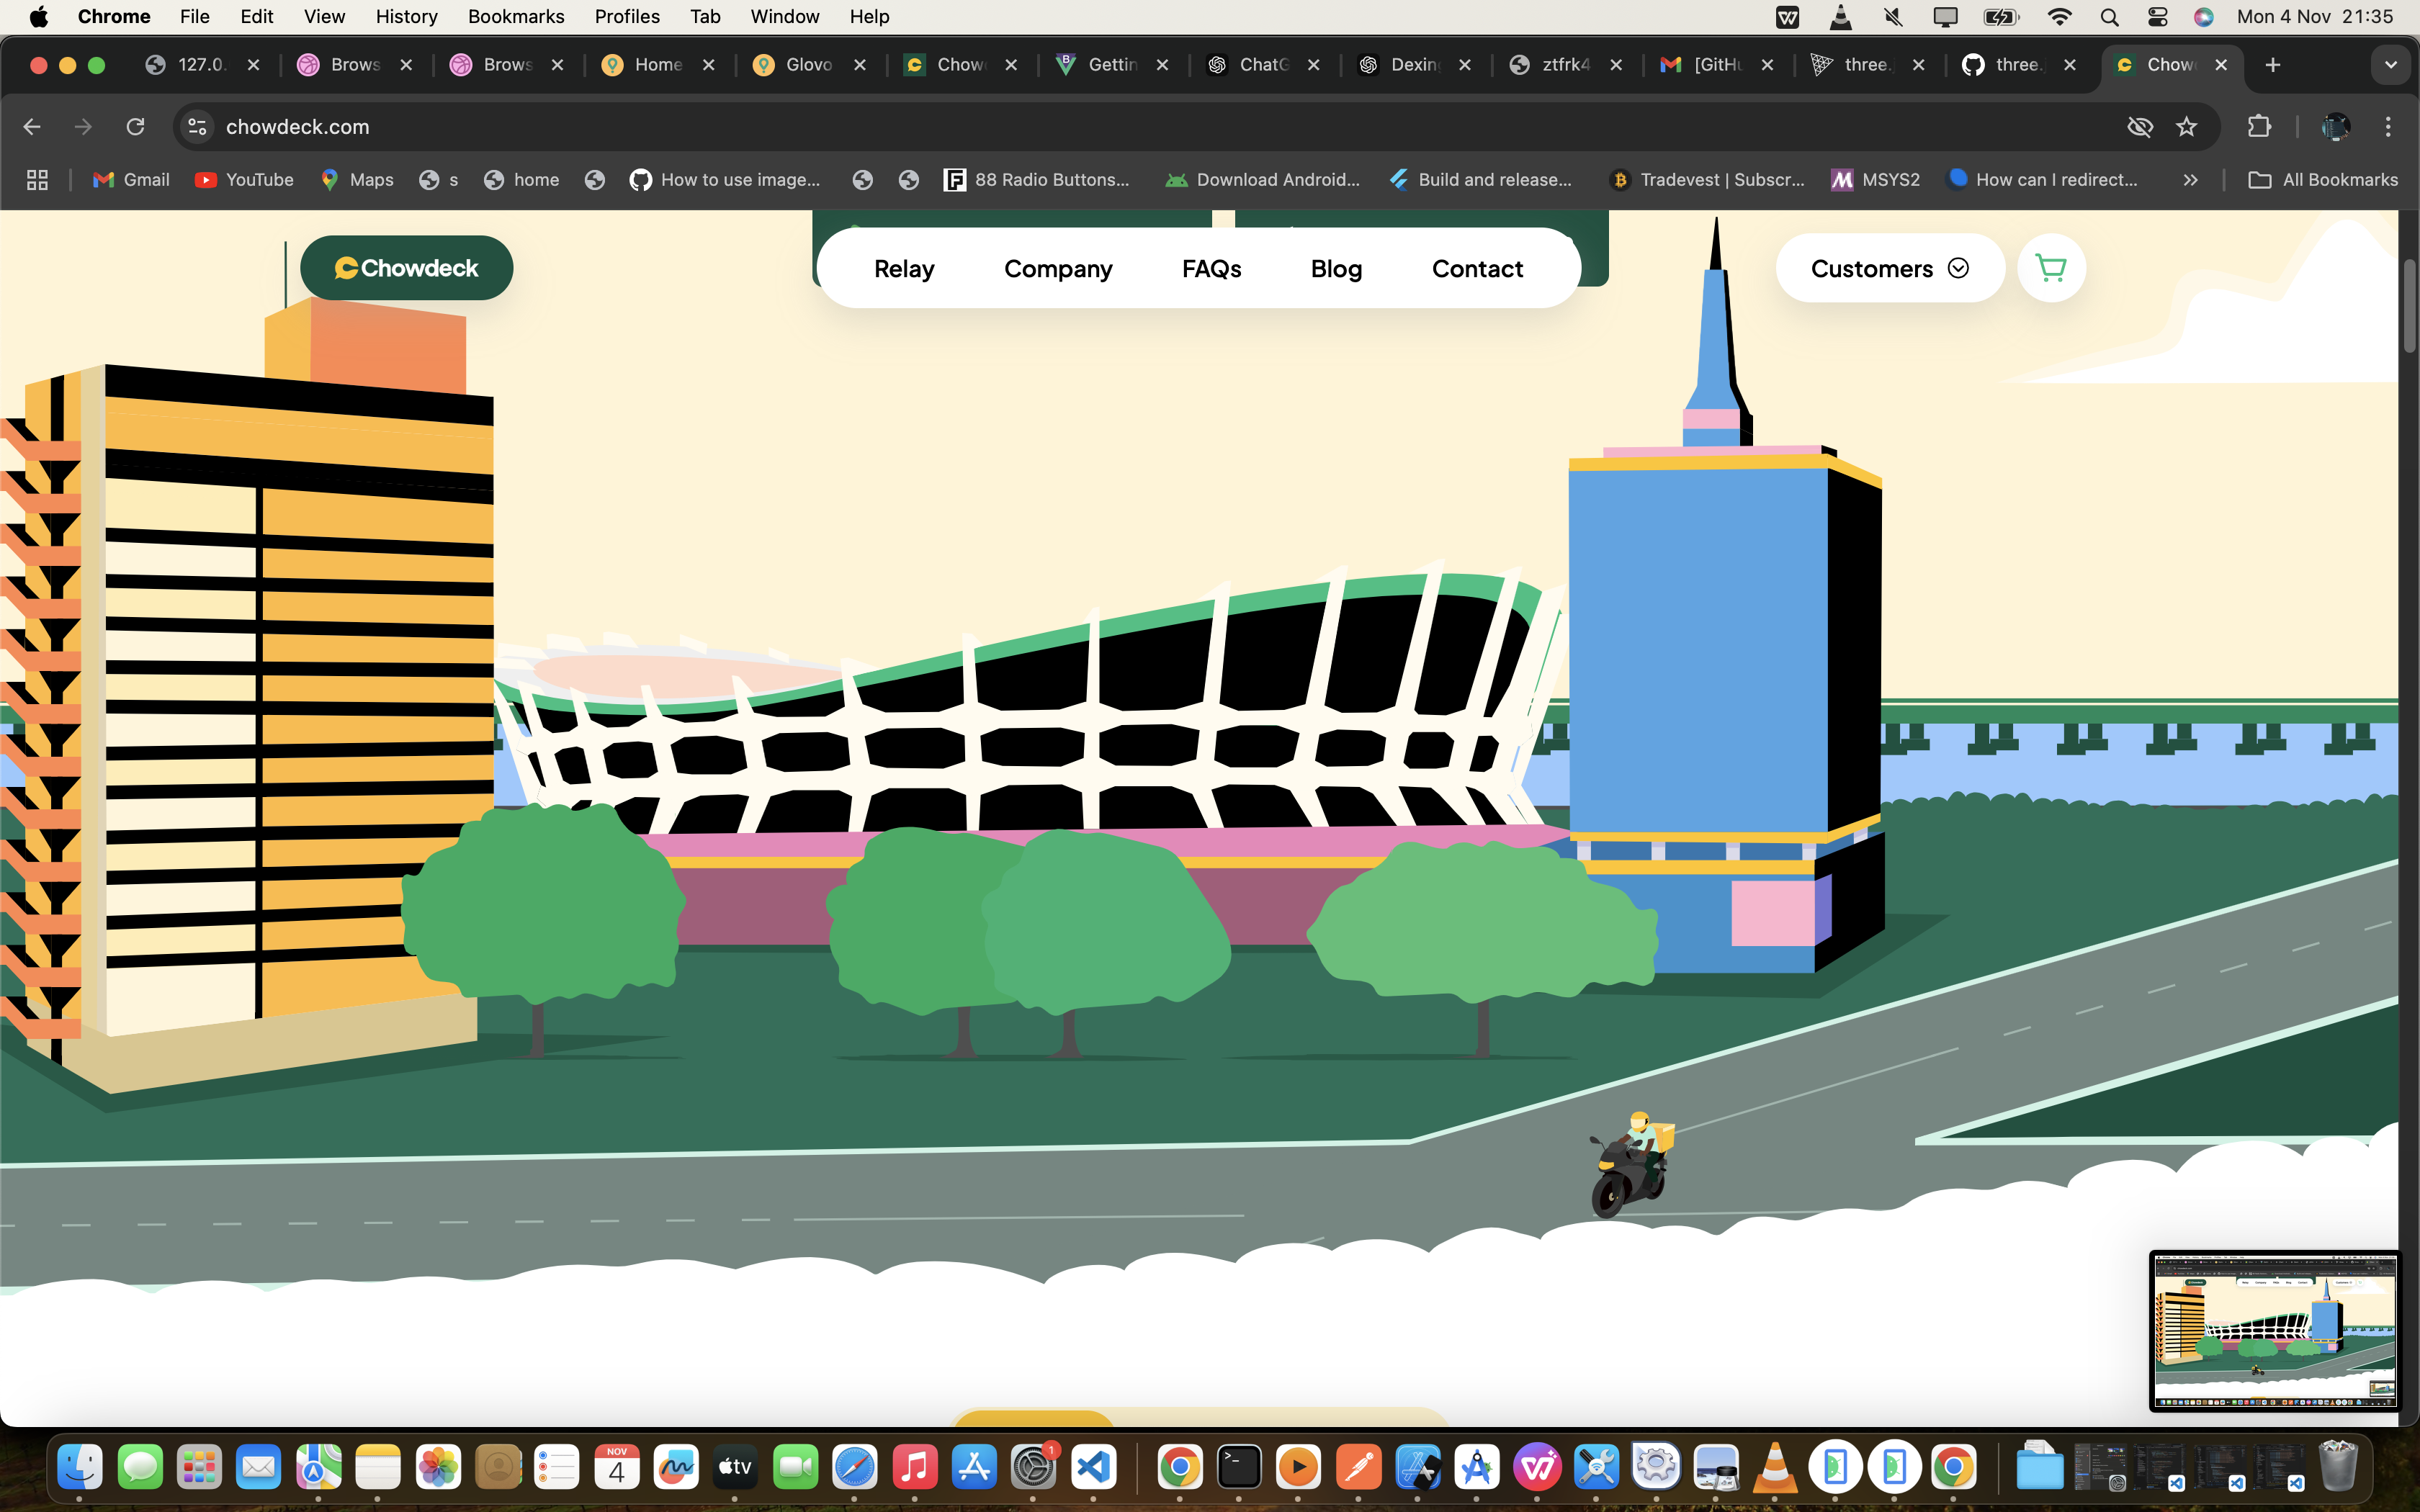 Chrome File Edit View History Bookmarks Profiles Tab Window Help Mon 4 Nov 21:35
127.0. Brows Brows Home Glovo Chow Gettin ChatG Dexin ztfrk4 [GitHu three. three. Chow
chowdeck.com
Gmail YouTube Maps s home How to use image... 88 Radio Buttons... Download Android... Build and release... Tradevest | Subscr... MSYS2 How can I redirect... All Bookmarks
Chowdeck Relay Company FAQs Blog Contact Customers
NOV
4
tv
1